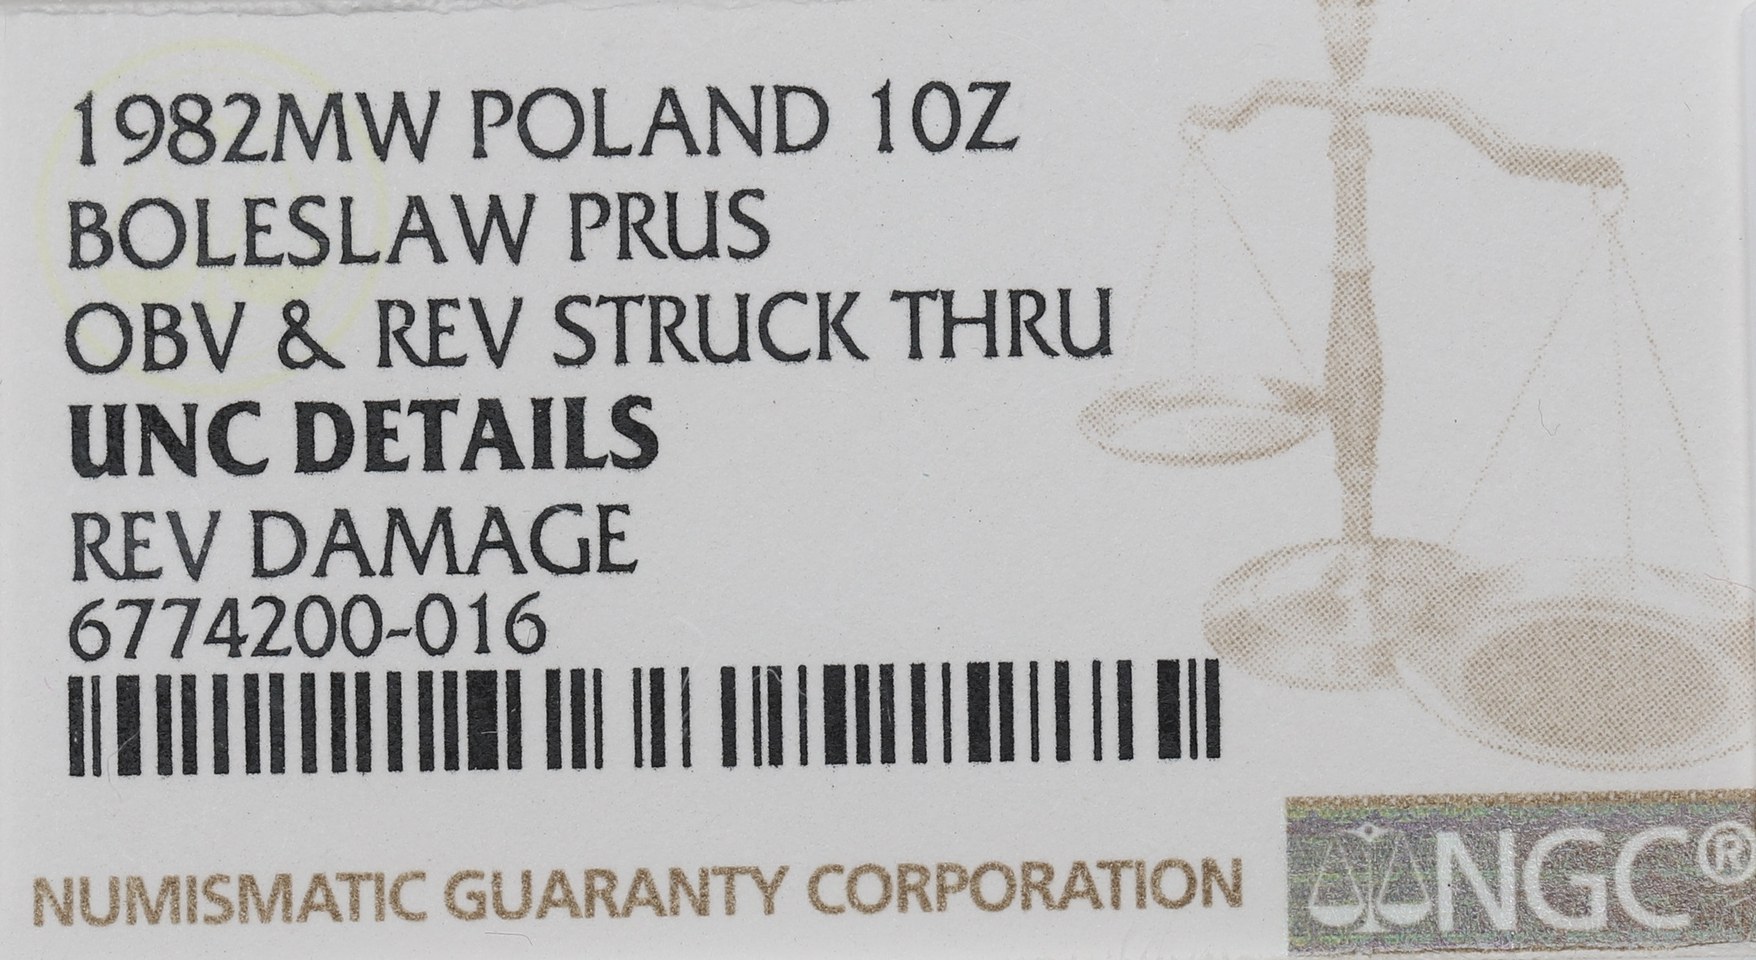 1982MW POLAND 10Z
BOLESLAW PRUS
OBV & REV STRUCK THRU
UNC DETAILS
REV DAMAGE
6774200-016
NUMISMATIC GUARANTY CORPORATION
NGC®